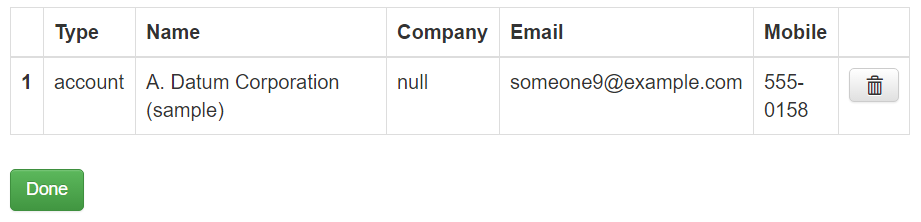 Type Name Company Email Mobile
1 account A. Datum Corporation null someone9@example.com 555-
(sample) 0158
Done